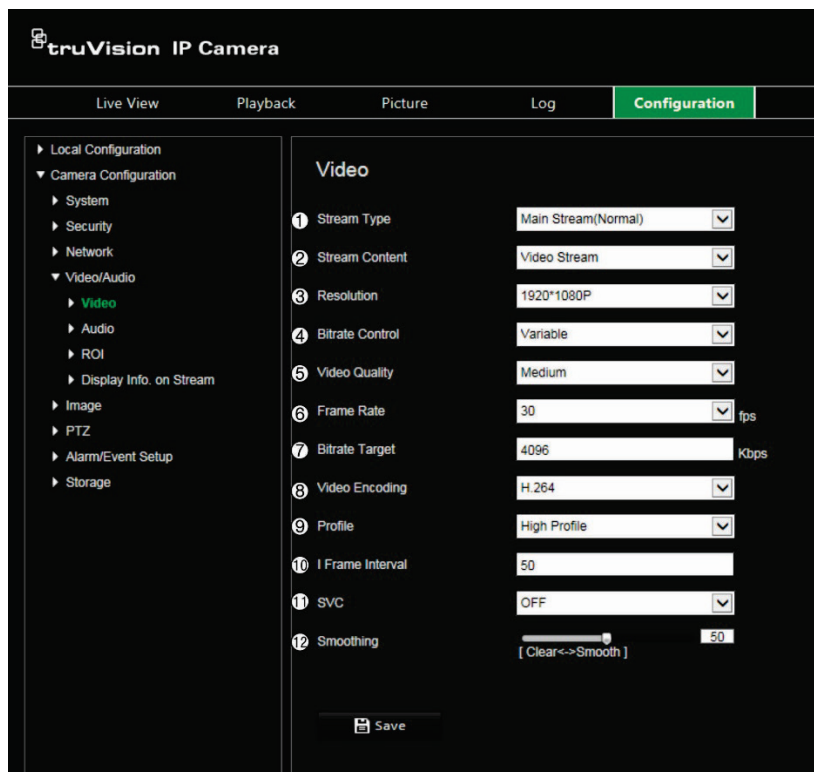 truVision IP Camera
Live View Playback Picture Log Configuration
Local Configuration
Camera Configuration
System
Security
Network
Video/Audio
Video
Audio
ROI
Display Info. on Stream
Image
PTZ
Alarm/Event Setup
Storage
Video
1 Stream Type Main Stream(Normal)
2 Stream Content Video Stream
3 Resolution 1920*1080P
4 Bitrate Control Variable
5 Video Quality Medium
6 Frame Rate 30 fps
7 Bitrate Target 4096 Kbps
8 Video Encoding H.264
9 Profile High Profile
10 I Frame Interval 50
11 SVC OFF
12 Smoothing 50
[ Clear<->Smooth ]
Save